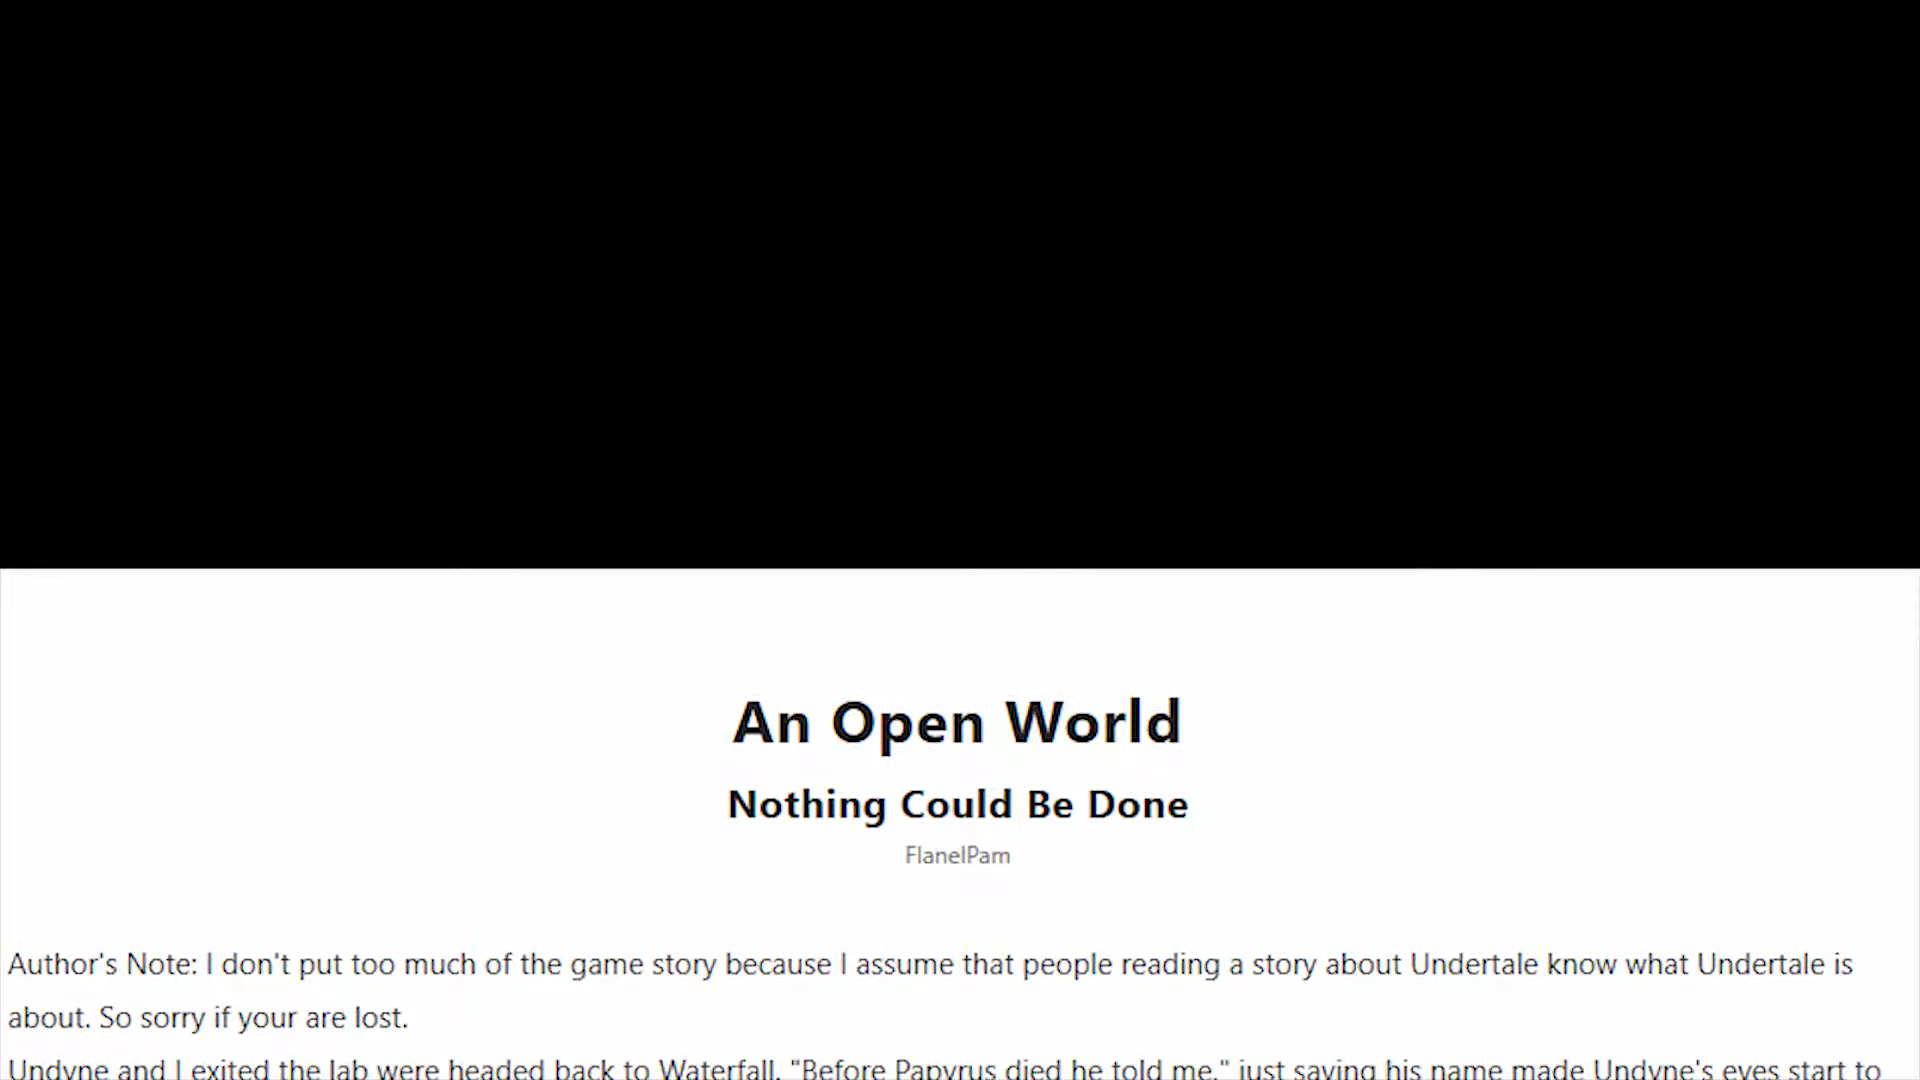 An Open World
Nothing Could Be Done
FlanelPam
Author's Note: I don't put too much of the game story because I assume that people reading a story about Undertale know what Undertale is
about. So sorry if your are lost.
Undyne and I exited the lab were headed back to Waterfall. "Before Papyrus died he told me," just saying his name made Undyne's eyes start to